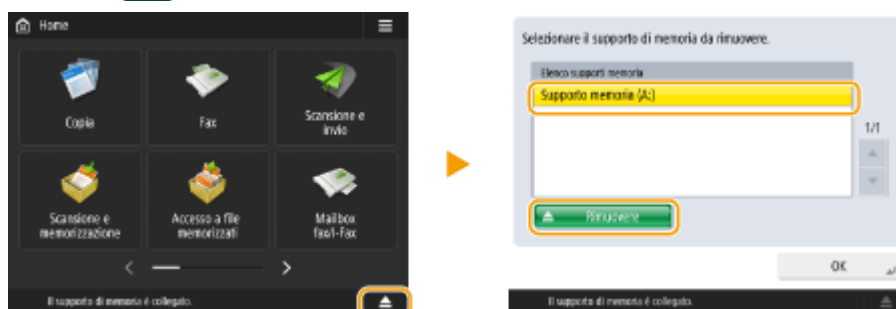 Home
Copia
Fax
Scansione e
invio
Scansione e
memorizzazione
Accesso a file
memorizzati
Mailbox
fax/I-Fax
Il supporto di memoria è collegato.
Selezionare il supporto di memoria da rimuovere.
Elenco supporti memoria
Supporto memoria (A:)
1/1
Rimuovere
OK
Il supporto di memoria è collegato.